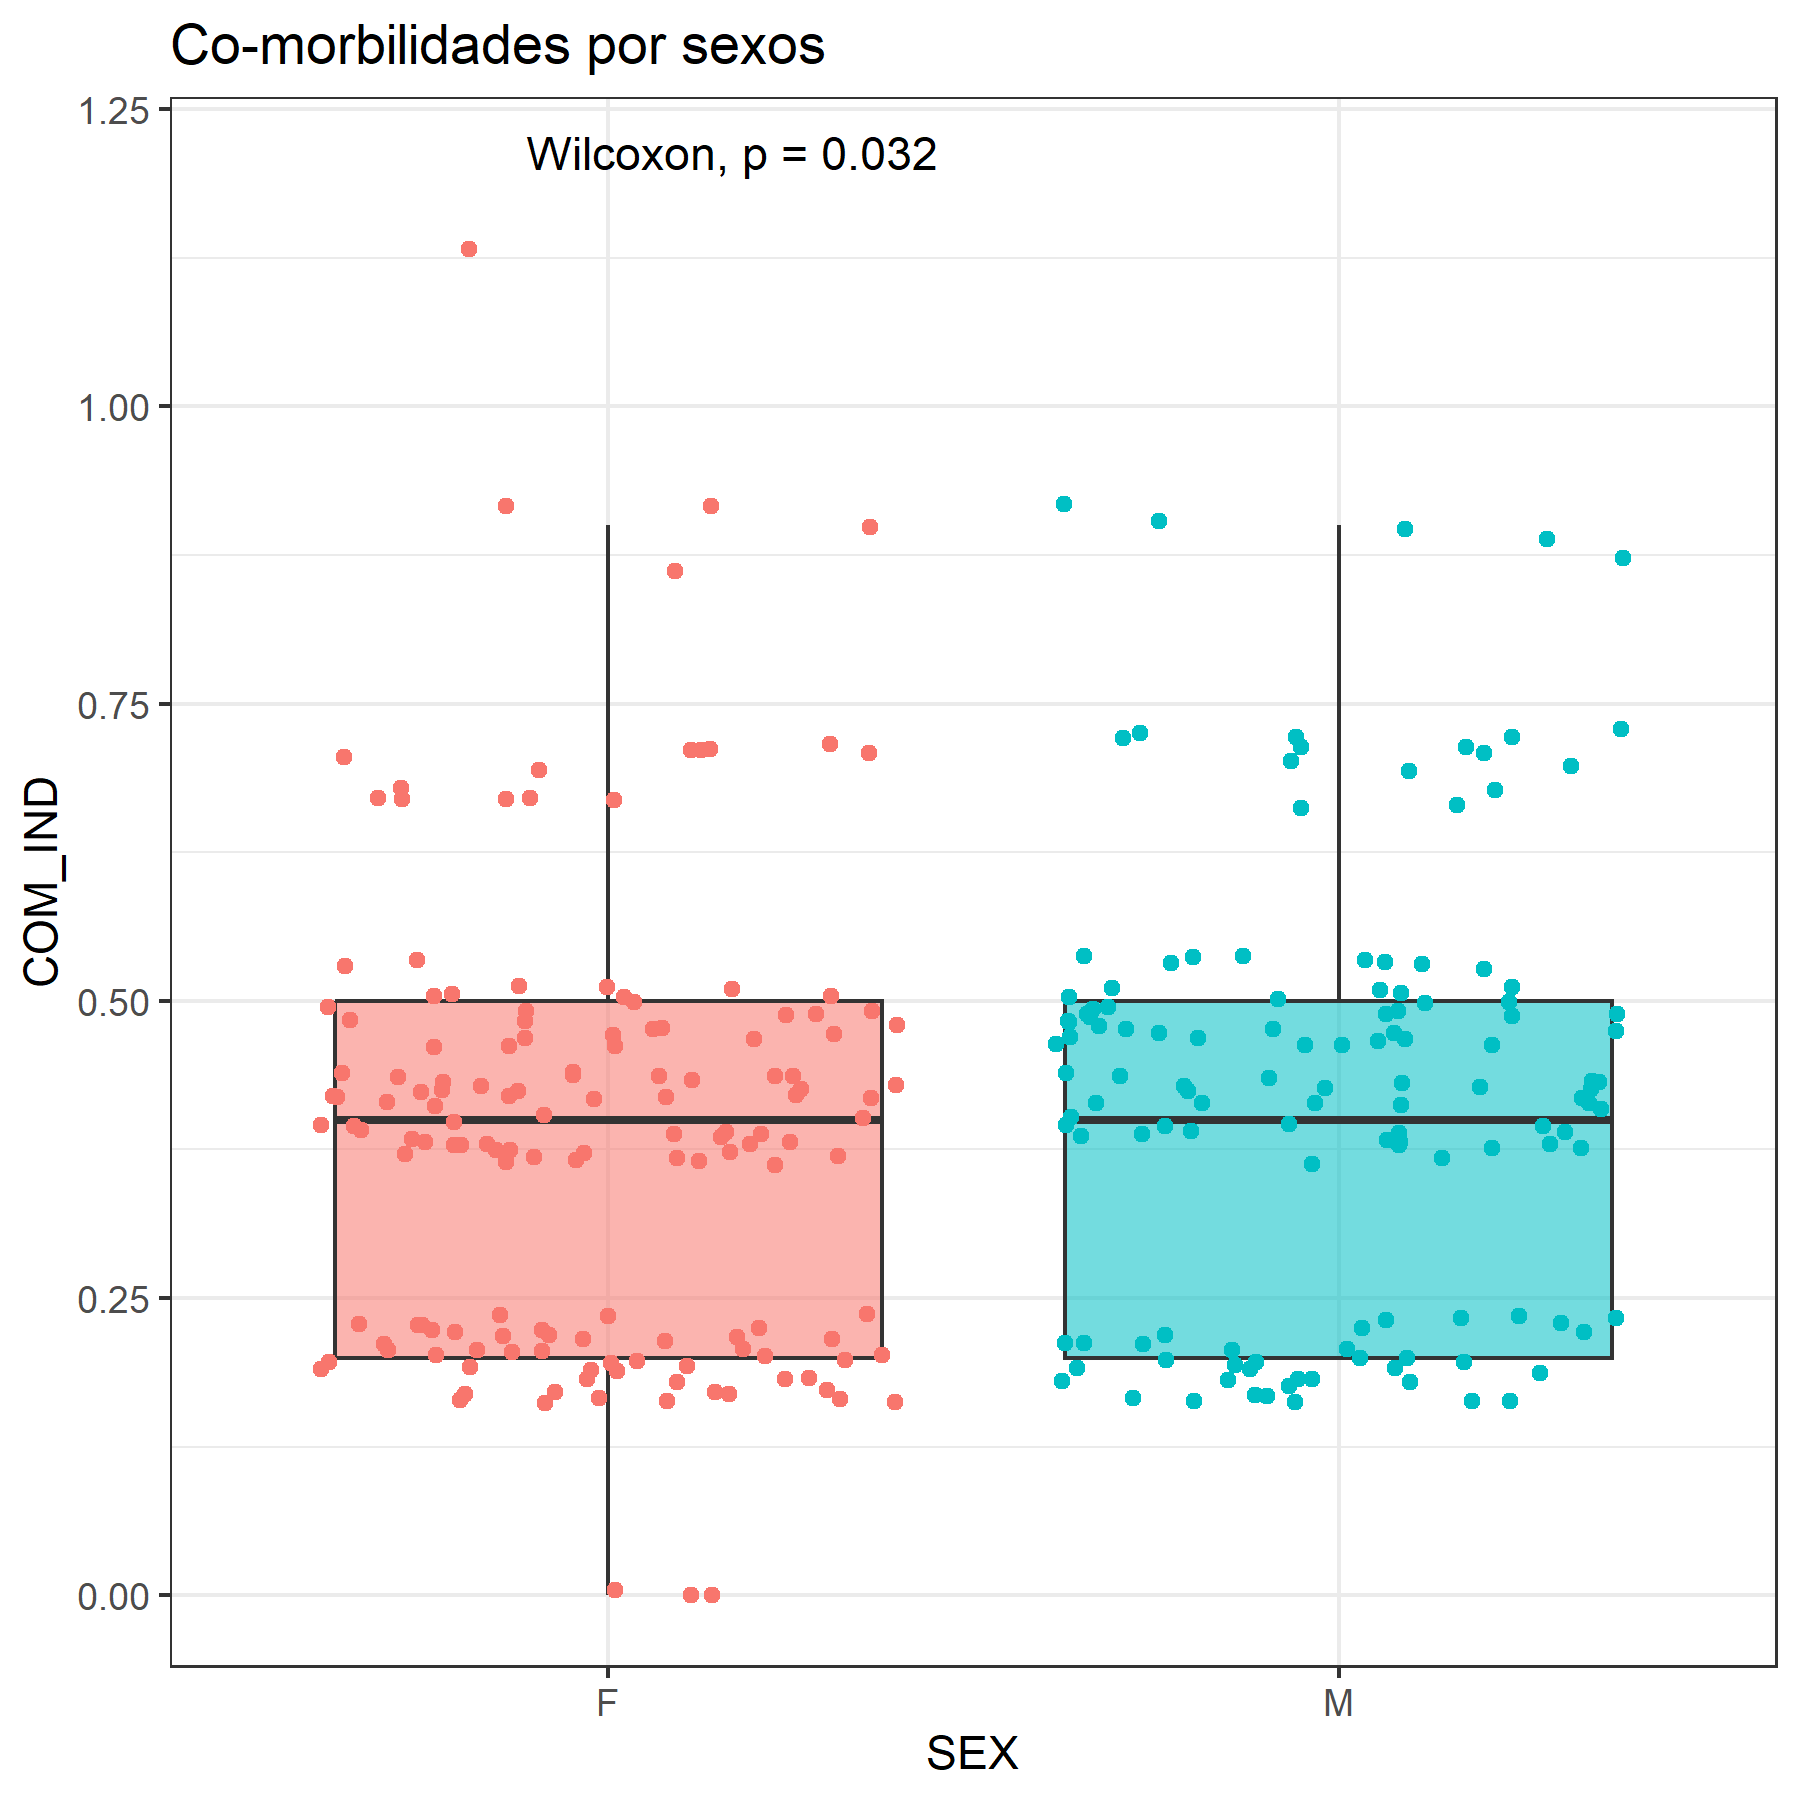 Co-morbilidades por sexos
1.25
Wilcoxon, p = 0.032
1.00
0.75
COM_IND
0.50
0.25
0.00
F
M
SEX